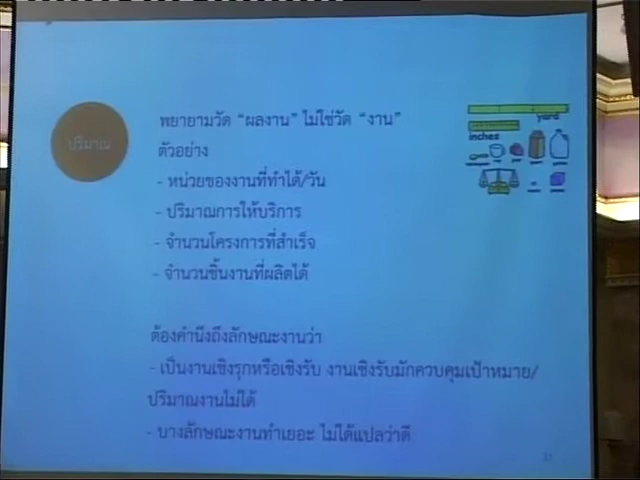 ปริมาณ
พยายามวัด “ผลงาน” ไม่ใช่วัด “งาน”
ตัวอย่าง
- หน่วยของงานที่ทำได้/วัน
- ปริมาณการให้บริการ
- จำนวนโครงการที่สำเร็จ
- จำนวนชิ้นงานที่ผลิตได้
ต้องคำนึงถึงลักษณะงานว่า
- เป็นงานเชิงรุกหรือเชิงรับ งานเชิงรับมักควบคุมเป้าหมาย/
ปริมาณงานไม่ได้
- บางลักษณะงานทำเยอะ ไม่ได้แปลว่าดี
yard
inches